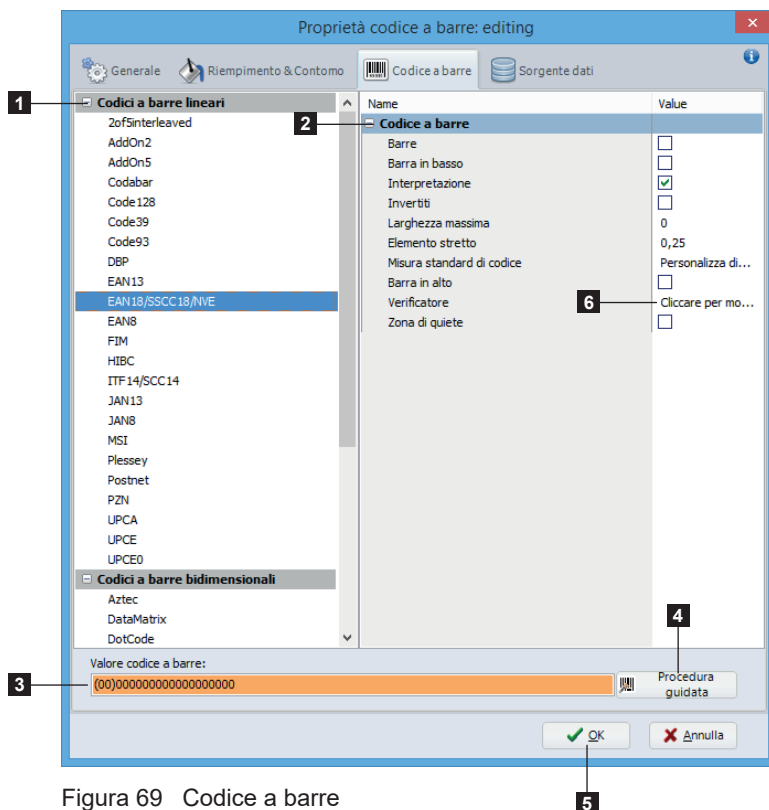 Proprietà codice a barre: editing
Generale
Riempimento & Contorno
Codice a barre
Sorgente dati
1
Codici a barre lineari
2of5interleaved
AddOn2
AddOn5
Codabar
Code128
Code39
Code93
DBP
EAN13
EAN18/SSCC18/NVE
EAN8
FIM
HIBC
ITF14/SCC14
JAN13
JAN8
MSI
Plessey
Postnet
PZN
UPCA
UPCE
UPCE0
Codici a barre bidimensionali
Aztec
DataMatrix
DotCode
Name Value
2
Codice a barre
Barre
Barra in basso
Interpretazione
Invertiti
Larghezza massima 0
Elemento stretto 0,25
Misura standard di codice Personalizza di...
Barra in alto
Verificatore 6 Cliccare per mo...
Zona di quiete
4
Valore codice a barre:
3
(00)000000000000000000
Procedura
guidata
OK
Annulla
5
Figura 69 Codice a barre